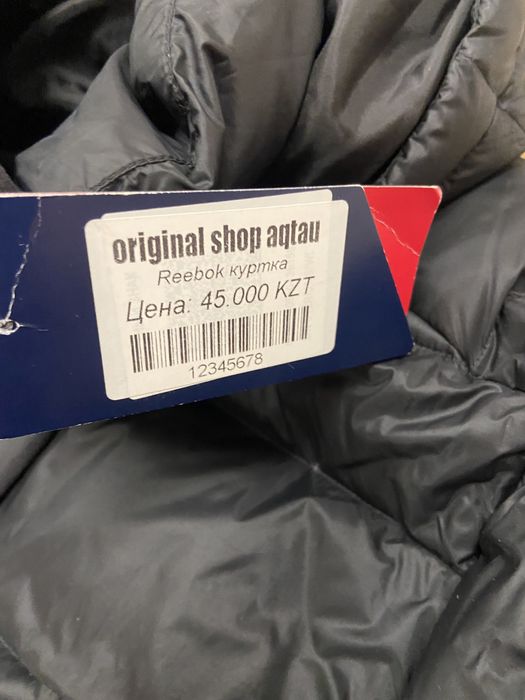 original shop aqtau
Reebok куртка
Цена: 45.000 KZT
12345678